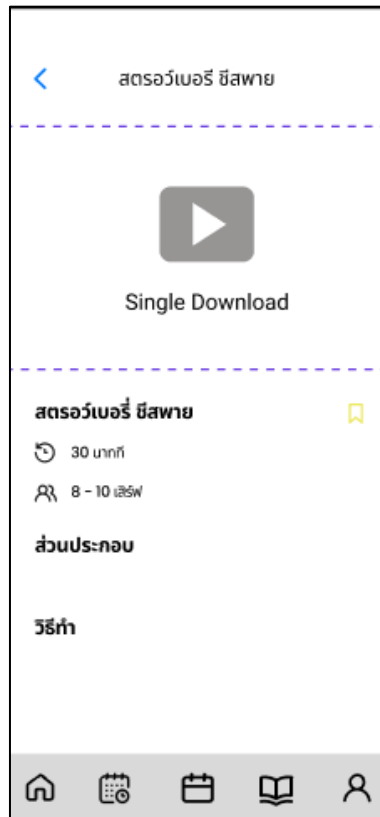 สตรอว์เบอรี ชีสพาย
Single Download
สตรอว์เบอรี่ ชีสพาย
30 นาที
8 - 10 เสิร์ฟ
ส่วนประกอบ
วิธีทำ